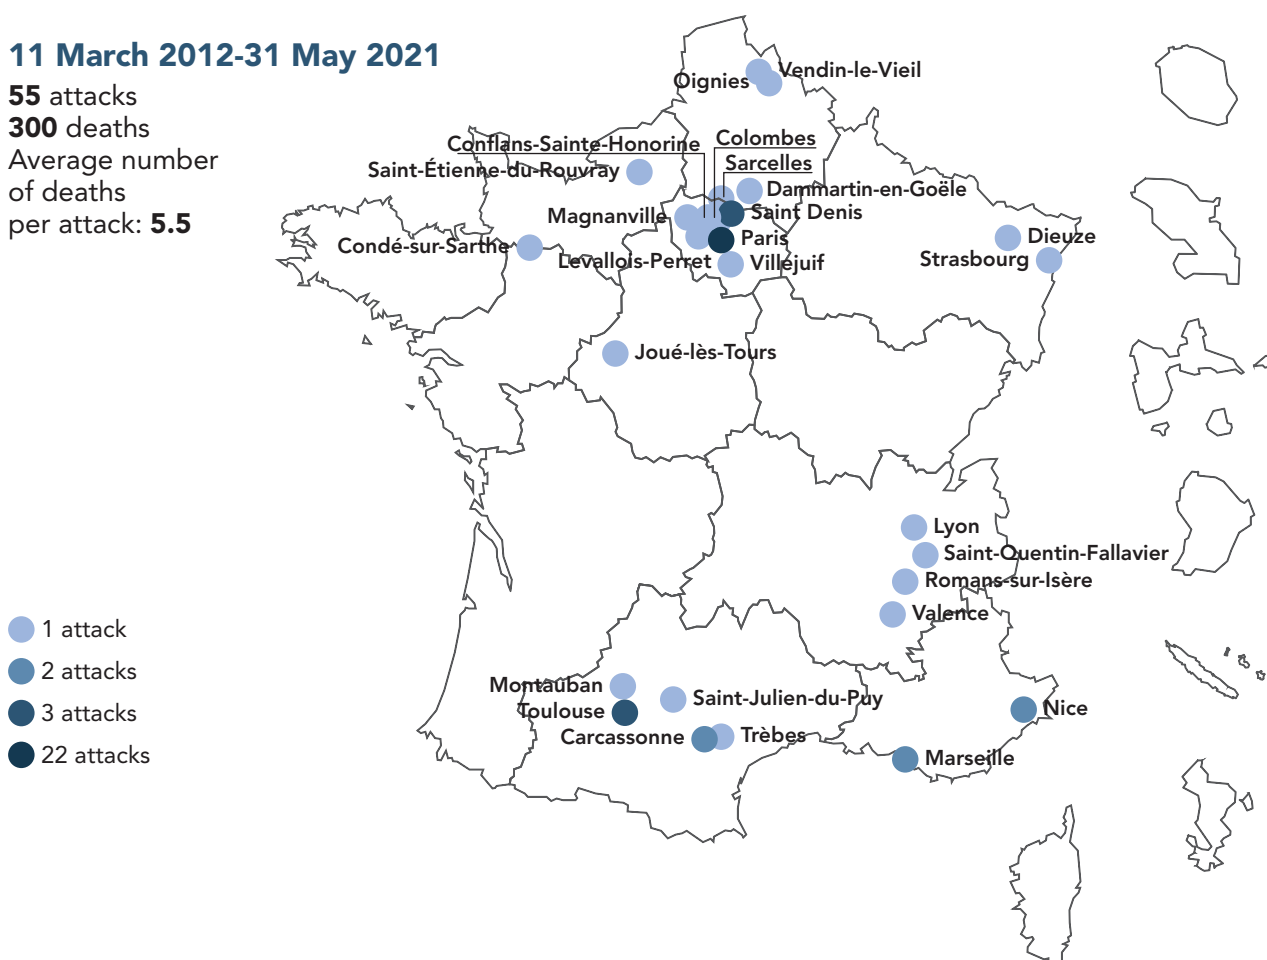 11 March 2012-31 May 2021
55 attacks
300 deaths
Average number
of deaths
per attack: 5.5
Vendin-le-Vieil
Oignies
Conflans-Sainte-Honorine
Colombes
Sarcelles
Saint-Étienne-du-Rouvray
Dammartin-en-Goële
Magnanville
Saint Denis
Condé-sur-Sarthe
Paris
Levallois-Perret
Villejuif
Dieuze
Strasbourg
Joué-lès-Tours
Lyon
Saint-Quentin-Fallavier
Romans-sur-Isère
Valence
1 attack
2 attacks
3 attacks
22 attacks
Montauban
Saint-Julien-du-Puy
Toulouse
Carcassonne
Trèbes
Nice
Marseille